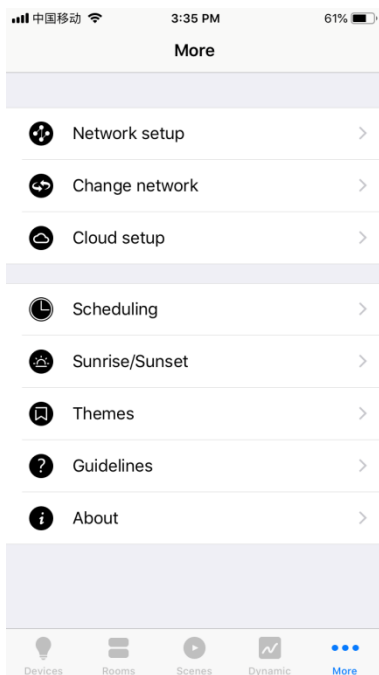 中国移动 3:35 PM 61%
More
Network setup
Change network
Cloud setup
Scheduling
Sunrise/Sunset
Themes
Guidelines
About
Devices Rooms Scenes Dynamic More